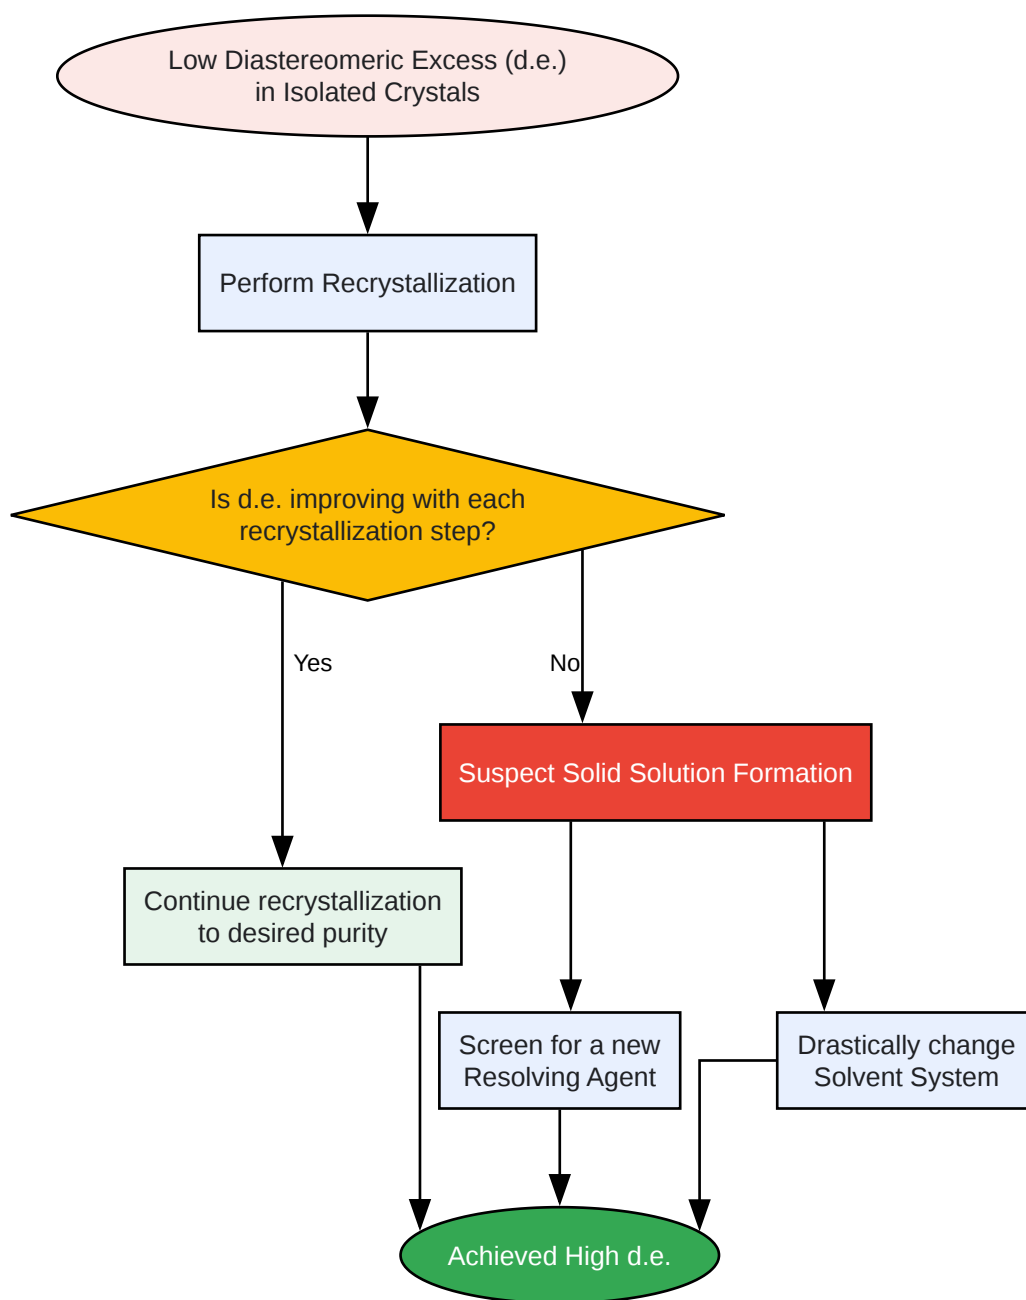 Low Diastereomeric Excess (d.e.)
in Isolated Crystals
Perform Recrystallization
Is d.e. improving with each
recrystallization step?
Yes
No
Suspect Solid Solution Formation
Continue recrystallization
to desired purity
Screen for a new
Resolving Agent
Drastically change
Solvent System
Achieved High d.e.